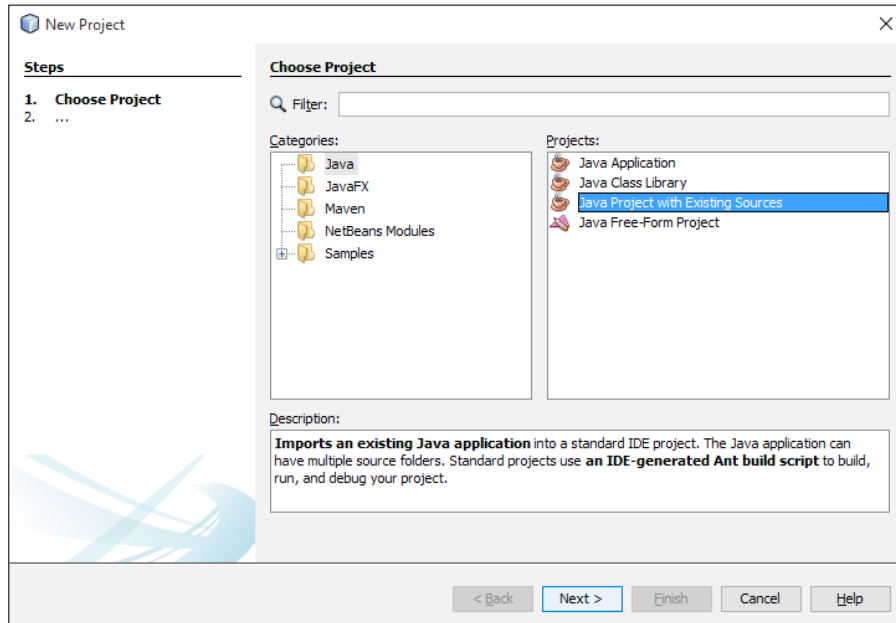 New Project
Steps
1. Choose Project
2. ...
Choose Project
Filter:
Categories:
Java
JavaFX
Maven
NetBeans Modules
Samples
Projects:
Java Application
Java Class Library
Java Project with Existing Sources
Java Free-Form Project
Description:
Imports an existing Java application into a standard IDE project. The Java application can
have multiple source folders. Standard projects use an IDE-generated Ant build script to build,
run, and debug your project.
< Back Next > Finish Cancel Help